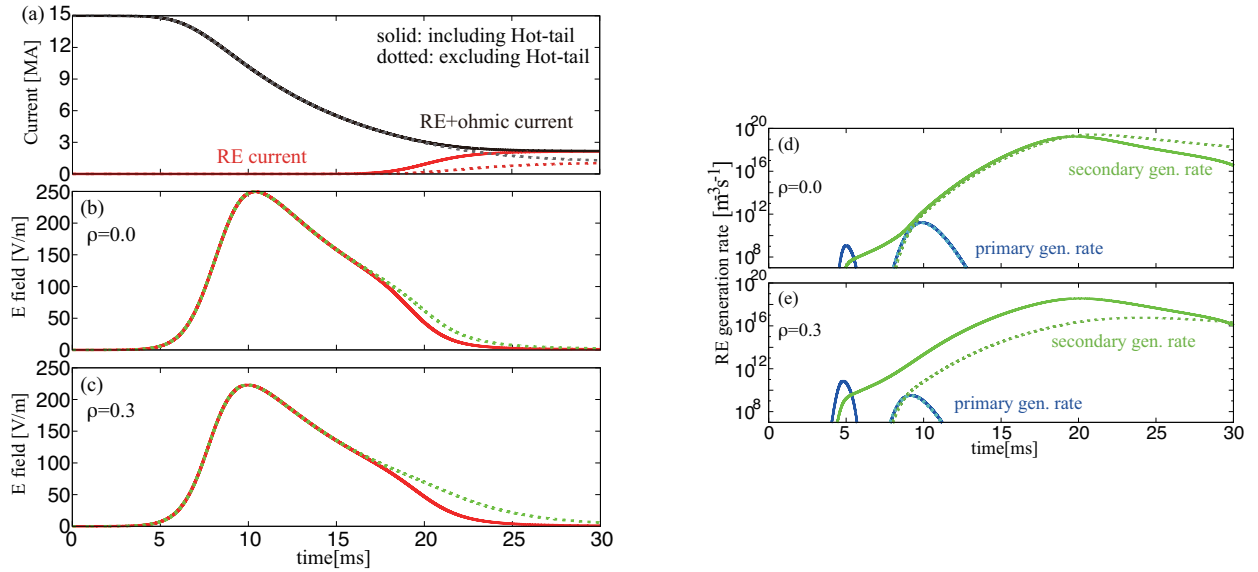 (a)
15
12
9
6
3
0
Current [MA]
solid: including Hot-tail
dotted: excluding Hot-tail
RE+ohmic current
RE current
250
200
150
100
50
0
E field [V/m]
(b)
ρ=0.0
250
200
150
100
50
0
E field [V/m]
(c)
ρ=0.3
0 5 10 15 20 25 30
time[ms]
RE generation rate [m-3s-1]
10^20
10^16
10^12
10^8
(d)
ρ=0.0
secondary gen. rate
primary gen. rate
10^20
10^16
10^12
10^8
(e)
ρ=0.3
secondary gen. rate
primary gen. rate
0 5 10 15 20 25 30
time[ms]